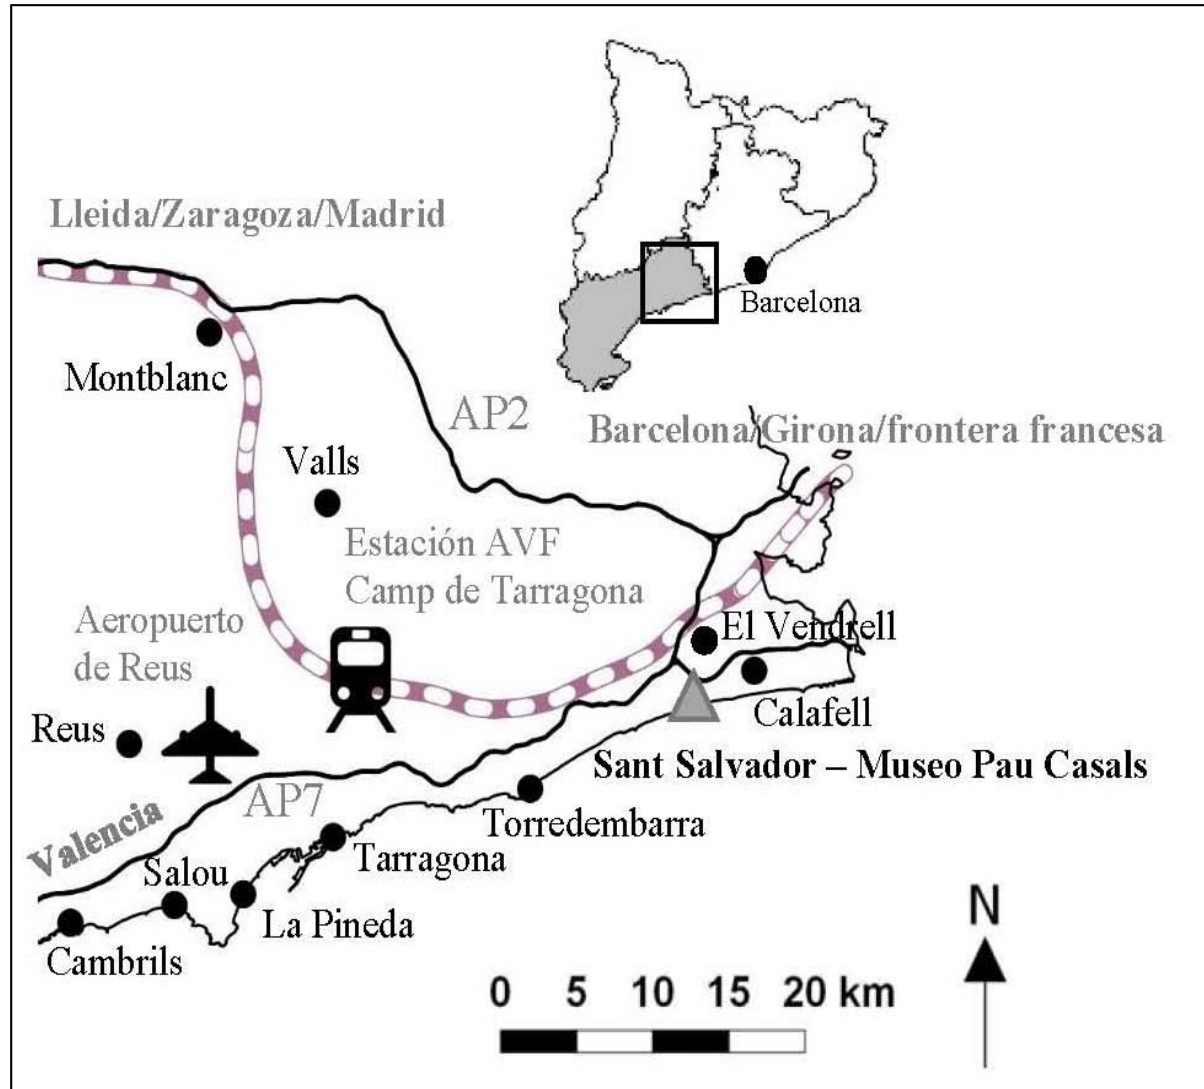 Lleida/Zaragoza/Madrid
Barcelona
Montblanc
AP2
Barcelona/Girona/frontera francesa
Valls
Estación AVF
Camp de Tarragona
Aeropuerto
de Reus
El Vendrell
Reus
Calafell
Sant Salvador – Museo Pau Casals
AP7
Valencia
Torredembarra
Tarragona
Salou
La Pineda
Cambrils
N
0 5 10 15 20 km